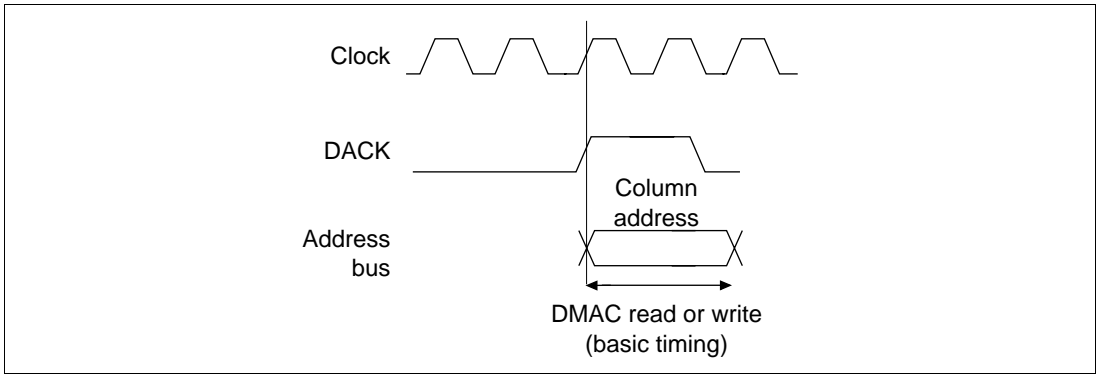 Clock
DACK
Column
address
Address
bus
DMAC read or write
(basic timing)